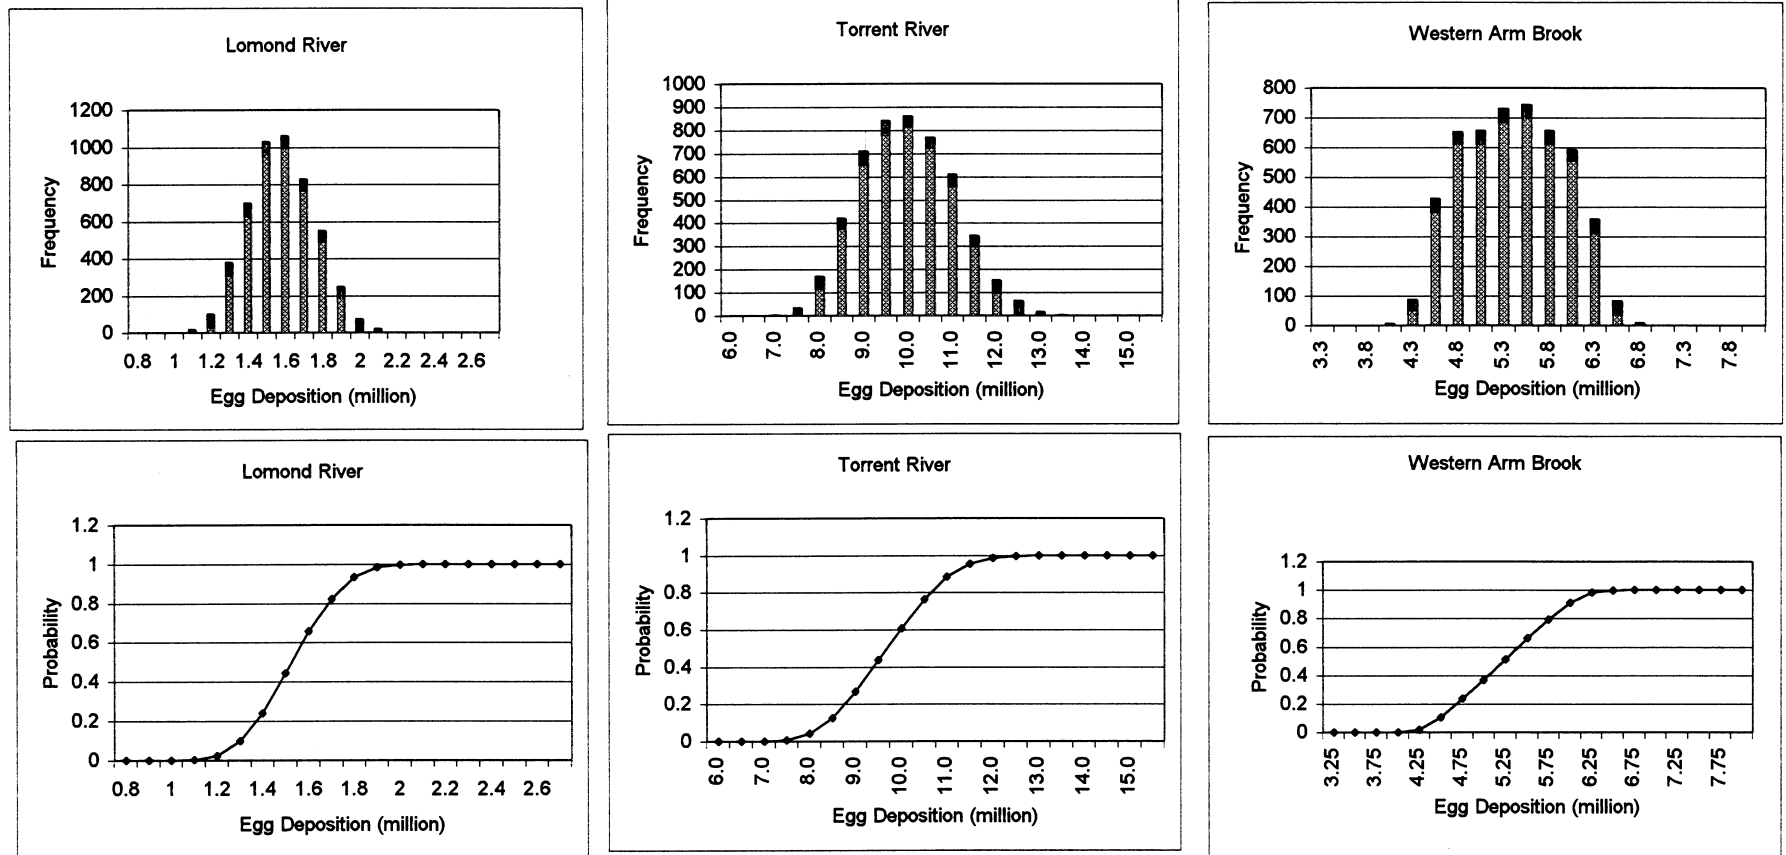 Lomond River
1200
1000
800
600
400
200
0
Frequency
0.8 1 1.2 1.4 1.6 1.8 2 2.2 2.4 2.6
Egg Deposition (million)
Torrent River
1000
900
800
700
600
500
400
300
200
100
0
Frequency
6.0 7.0 8.0 9.0 10.0 11.0 12.0 13.0 14.0 15.0
Egg Deposition (million)
Western Arm Brook
800
700
600
500
400
300
200
100
0
Frequency
3.3 3.8 4.3 4.8 5.3 5.8 6.3 6.8 7.3 7.8
Egg Deposition (million)
Lomond River
1.2
1
0.8
0.6
0.4
0.2
0
Probability
0.8 1 1.2 1.4 1.6 1.8 2 2.2 2.4 2.6
Egg Deposition (million)
Torrent River
1.2
1
0.8
0.6
0.4
0.2
0
Probability
6.0 7.0 8.0 9.0 10.0 11.0 12.0 13.0 14.0 15.0
Egg Deposition (million)
Western Arm Brook
1.2
1
0.8
0.6
0.4
0.2
0
Probability
3.25 3.75 4.25 4.75 5.25 5.75 6.25 6.75 7.25 7.75
Egg Deposition (million)